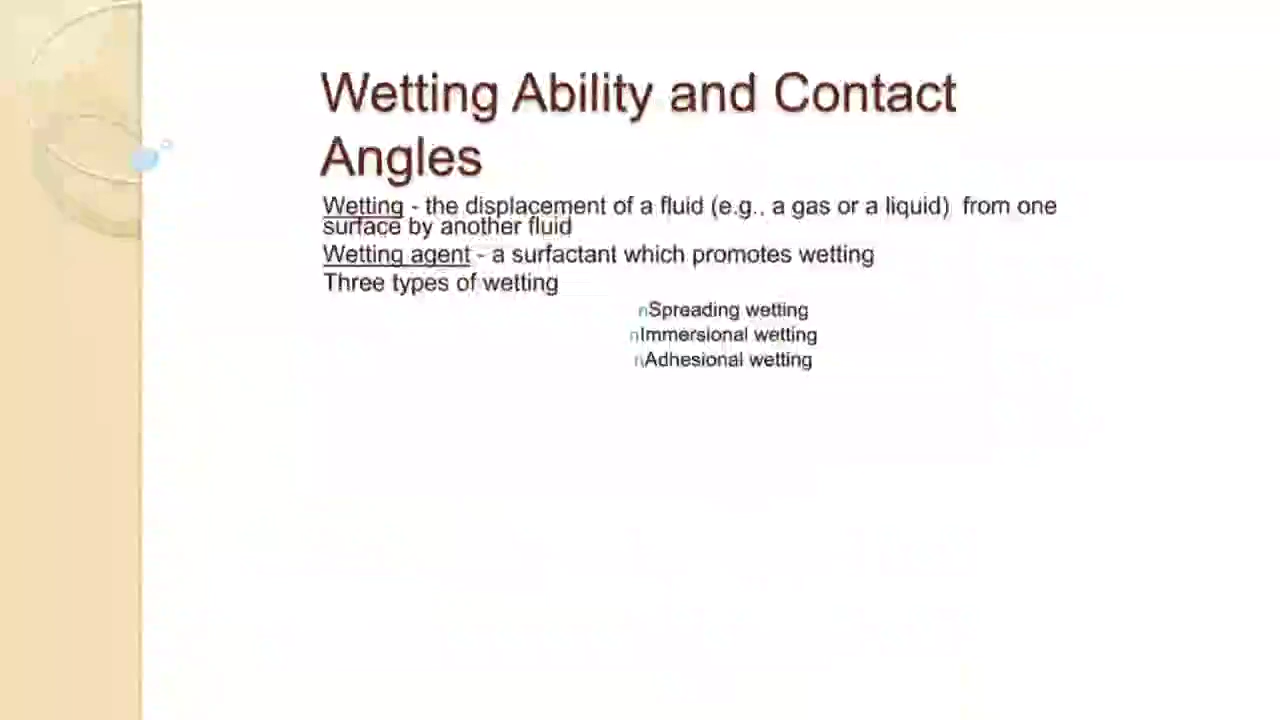 Wetting Ability and Contact
Angles
Wetting - the displacement of a fluid (e.g., a gas or a liquid) from one
surface by another fluid
Wetting agent - a surfactant which promotes wetting
Three types of wetting
nSpreading wetting
nImmersional wetting
nAdhesional wetting